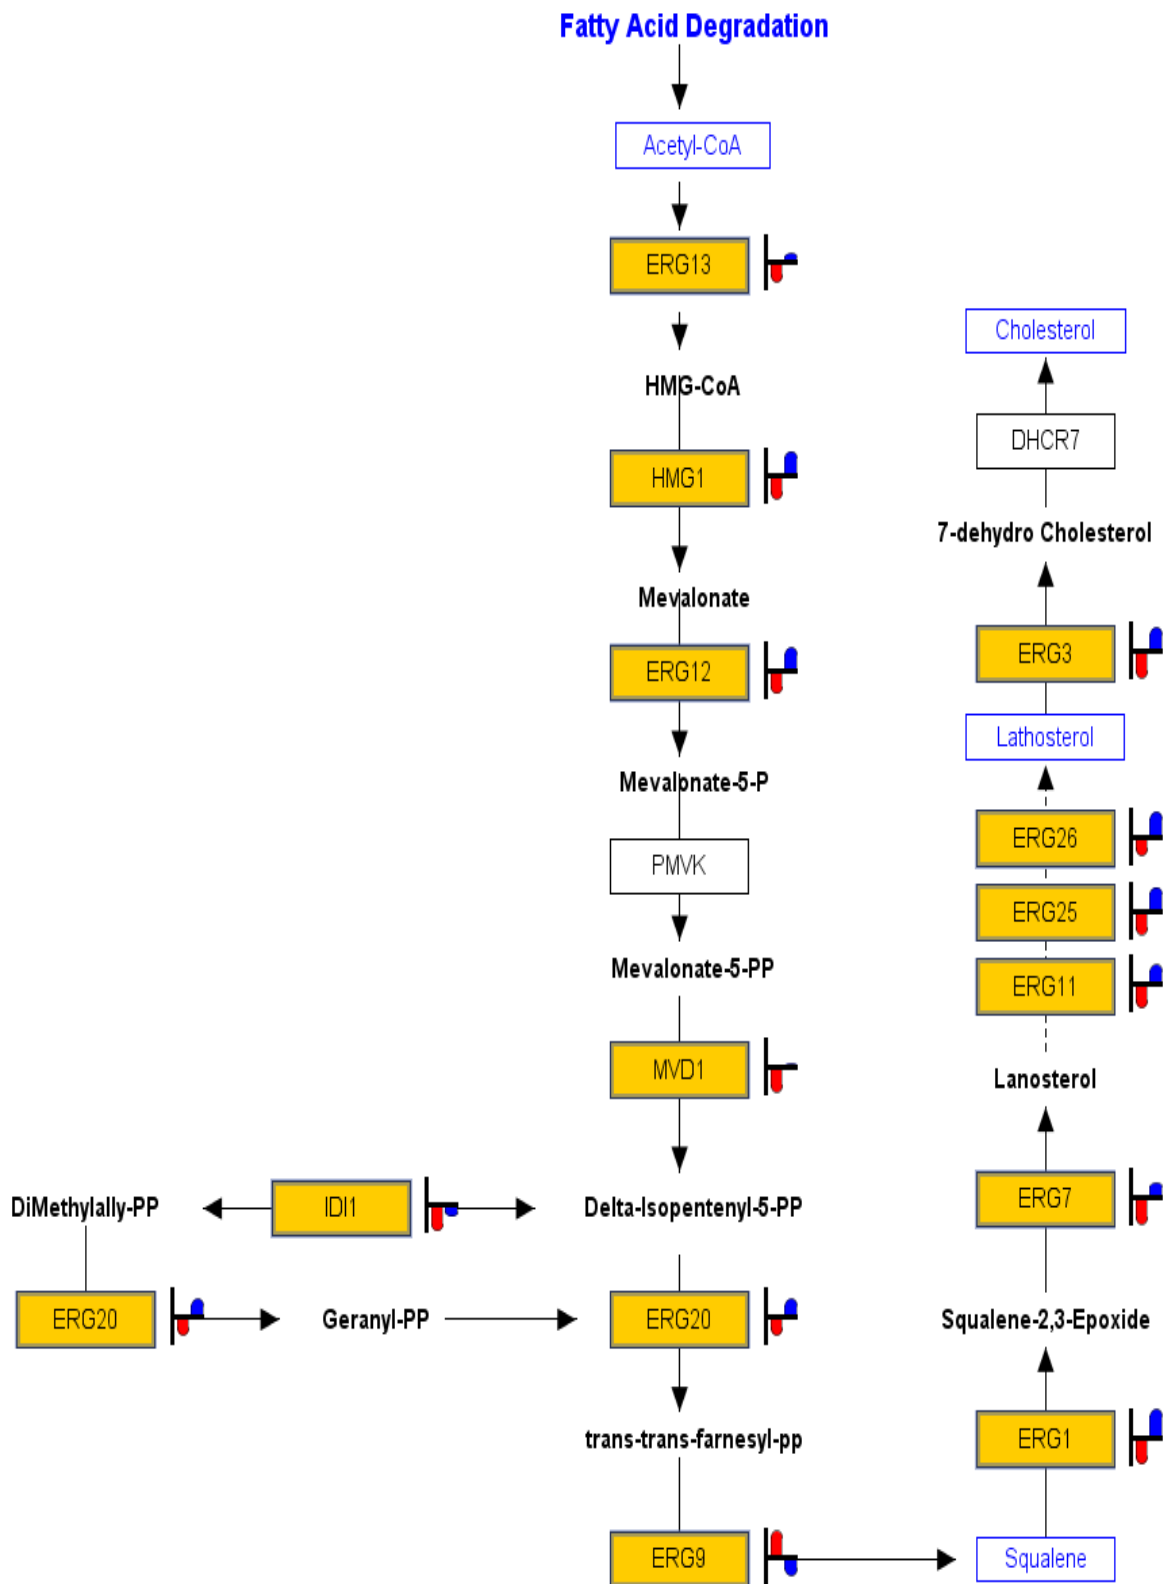 Fatty Acid Degradation
Acetyl-CoA
ERG13
HMG-CoA
HMG1
Mevalonate
ERG12
Mevalonate-5-P
PMVK
Mevalonate-5-PP
MVD1
DiMethylally-PP
IDI1
Delta-Isopentenyl-5-PP
ERG20
Geranyl-PP
ERG20
trans-trans-farnesyl-pp
ERG9
Cholesterol
DHCR7
7-dehydro Cholesterol
ERG3
Lathosterol
ERG26
ERG25
ERG11
Lanosterol
ERG7
Squalene-2,3-Epoxide
ERG1
Squalene